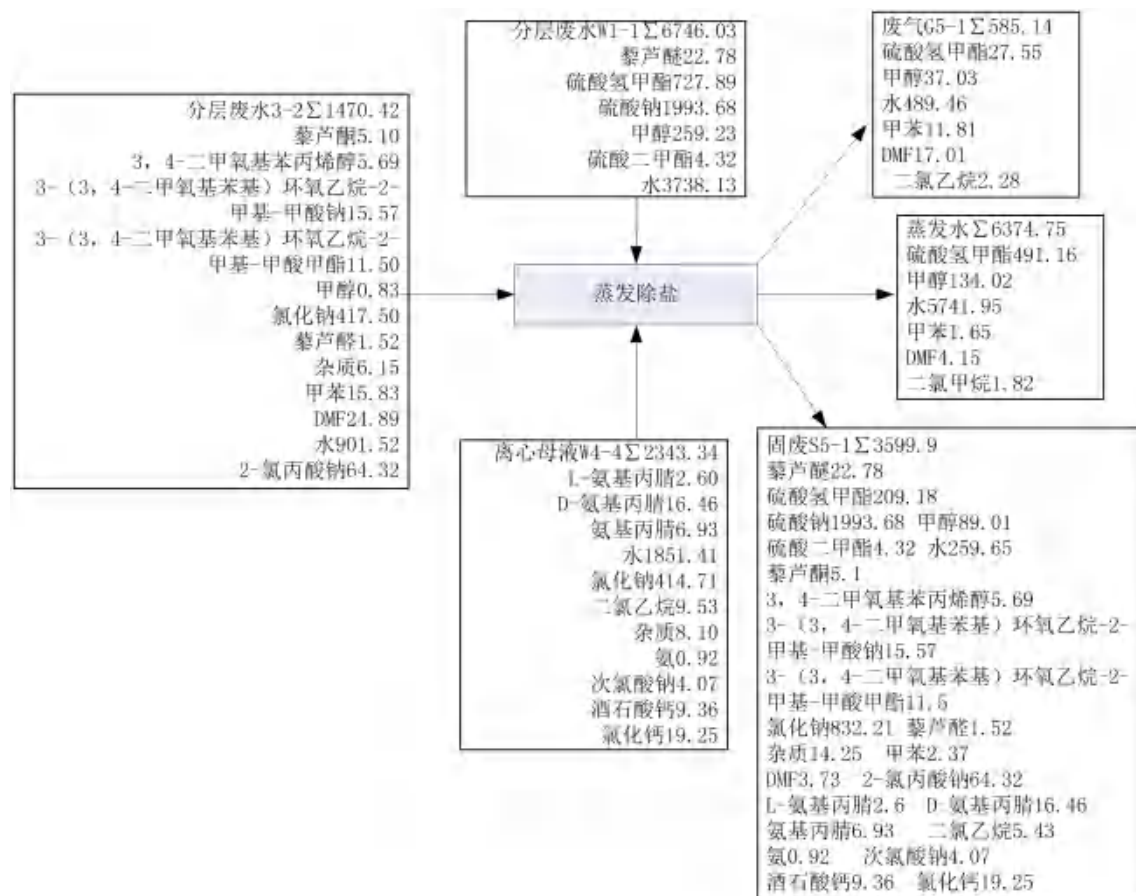 分层废水3-2Σ1470.42
藜芦酮5.10
3，4-二甲氧基苯丙烯醇5.69
3-（3，4-二甲氧基苯基）环氧乙烷-2-
甲基-甲酸钠15.57
3-（3，4-二甲氧基苯基）环氧乙烷-2-
甲基-甲酸甲酯11.50
甲醇0.83
氯化钠417.50
藜芦醛1.52
杂质6.15
甲苯15.83
DMF24.89
水901.52
2-氯丙酸钠64.32
分层废水W1-1Σ6746.03
藜芦醚22.78
硫酸氢甲酯727.89
硫酸钠1993.68
甲醇259.23
硫酸二甲酯4.32
水3738.13
蒸发除盐
离心母液W4-4Σ2343.34
L-氨基丙腈2.60
D-氨基丙腈16.46
氨基丙腈6.93
水1851.41
氯化钠414.71
二氯乙烷9.53
杂质8.10
氨0.92
次氯酸钠4.07
酒石酸钙9.36
氯化钙19.25
废气G5-1Σ585.14
硫酸氢甲酯27.55
甲醇37.03
水489.46
甲苯11.81
DMF17.01
二氯乙烷2.28
蒸发水Σ6374.75
硫酸氢甲酯491.16
甲醇134.02
水5741.95
甲苯1.65
DMF4.15
二氯甲烷1.82
固废S5-1Σ3599.9
藜芦醚22.78
硫酸氢甲酯209.18
硫酸钠1993.68 甲醇89.01
硫酸二甲酯4.32 水259.65
藜芦酮5.1
3，4-二甲氧基苯丙烯醇5.69
3-（3，4-二甲氧基苯基）环氧乙烷-2-
甲基-甲酸钠15.57
3-（3，4-二甲氧基苯基）环氧乙烷-2-
甲基-甲酸甲酯11.5
氯化钠832.21 藜芦醛1.52
杂质14.25 甲苯2.37
DMF3.73 2-氯丙酸钠64.32
L-氨基丙腈2.6 D-氨基丙腈16.46
氨基丙腈6.93 二氯乙烷5.43
氨0.92 次氯酸钠4.07
酒石酸钙9.36 氯化钙19.25